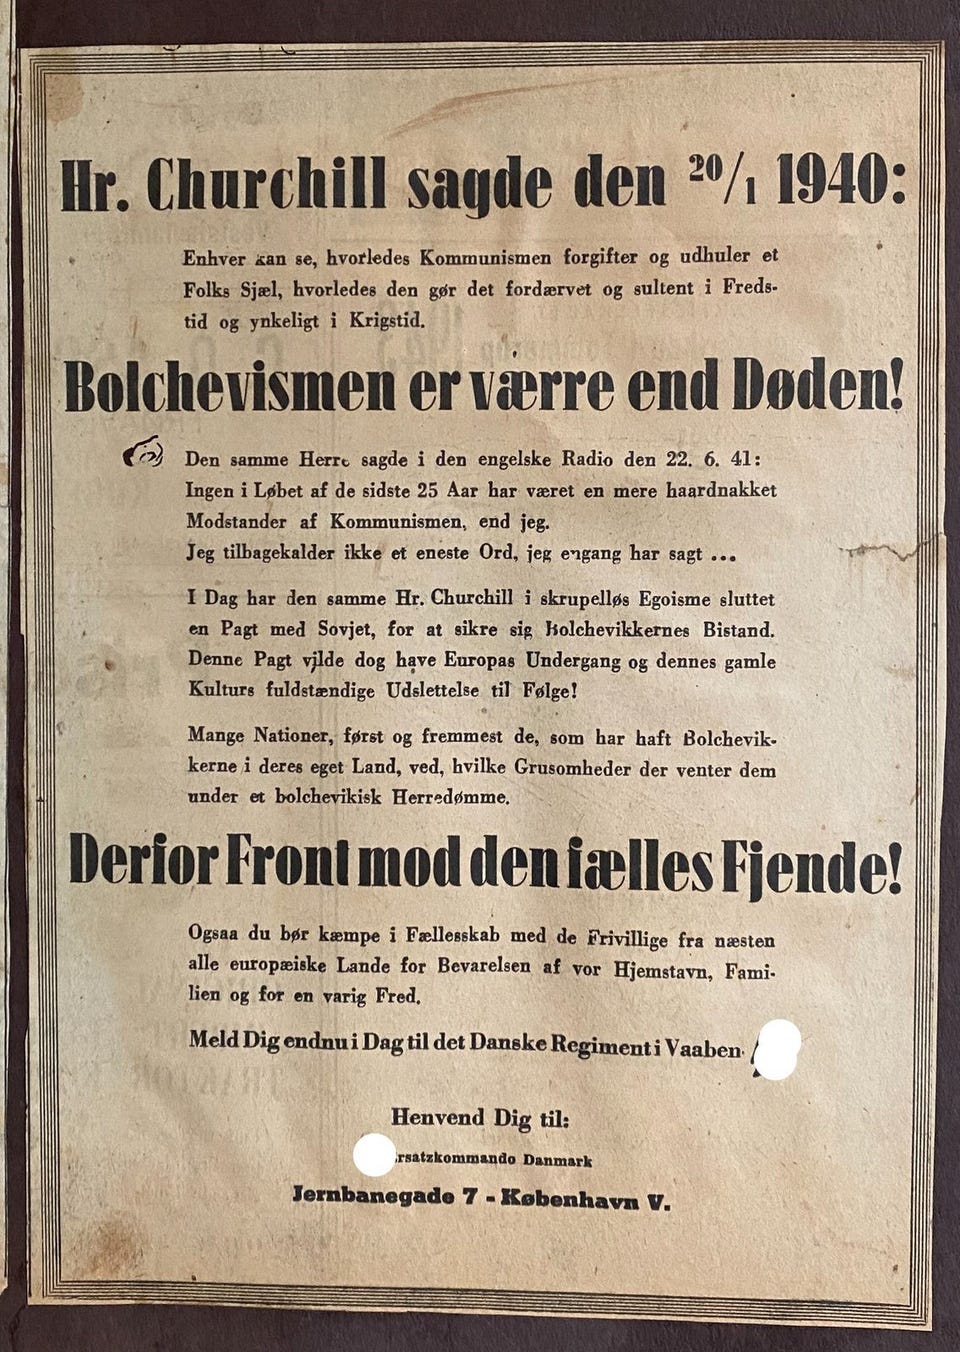 Hr. Churchill sagde den 20/1 1940:
Enhver kan se, hvorledes Kommunismen forgifter og udhuler et
Folks Sjæl, hvorledes den gør det fordærvet og sultent i Freds-
tid og ynkeligt i Krigstid.
Bolchevismen er værre end Døden!
Den samme Herre sagde i den engelske Radio den 22. 6. 41:
Ingen i Løbet af de sidste 25 Aar har været en mere haardnakket
Modstander af Kommunismen, end jeg.
Jeg tilbagekalder ikke et eneste Ord, jeg engang har sagt ...
I Dag har den samme Hr. Churchill i skrupelløs Egoisme sluttet
en Pagt med Sovjet, for at sikre sig Bolchevikkernes Bistand.
Denne Pagt vilde dog have Europas Undergang og dennes gamle
Kulturs fuldstændige Udslettelse til Følge!
Mange Nationer, først og fremmest de, som har haft Bolchevik-
kerne i deres eget Land, ved, hvilke Grusomheder der venter dem
under et bolchevikisk Herredømme.
Derfor Front mod den fælles Fjende!
Ogsaa du bør kæmpe i Fællesskab med de Frivillige fra næsten
alle europæiske Lande for Bevarelsen af vor Hjemstavn, Fami-
lien og for en varig Fred.
Meld Dig endnu i Dag til det Danske Regiment i Vaaben-
Henvend Dig til:
rsatzkommando Danmark
Jernbanegade 7 - København V.